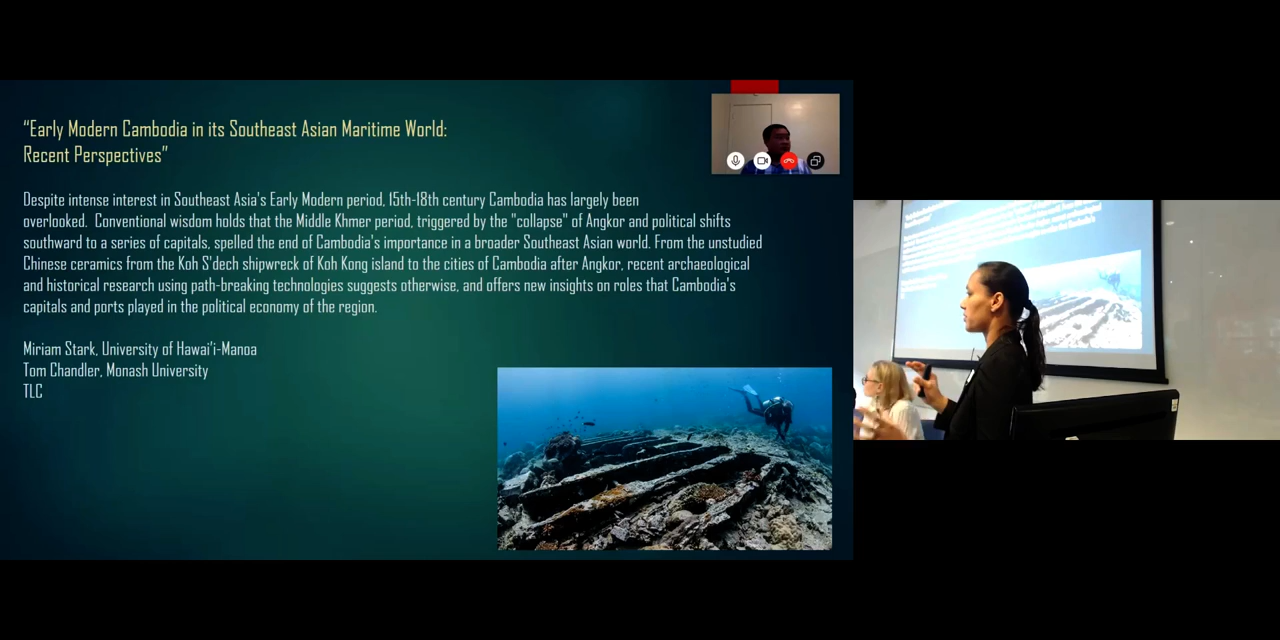 “Early Modern Cambodia in its Southeast Asian Maritime World:
Recent Perspectives”
Despite intense interest in Southeast Asia's Early Modern period, 15th-18th century Cambodia has largely been
overlooked.  Conventional wisdom holds that the Middle Khmer period, triggered by the "collapse" of Angkor and political shifts
southward to a series of capitals, spelled the end of Cambodia's importance in a broader Southeast Asian world. From the unstudied
Chinese ceramics from the Koh S'dech shipwreck of Koh Kong island to the cities of Cambodia after Angkor, recent archaeological
and historical research using path-breaking technologies suggests otherwise, and offers new insights on roles that Cambodia's
capitals and ports played in the political economy of the region.
Miriam Stark, University of Hawai'i-Manoa
Tom Chandler, Monash University
TLC